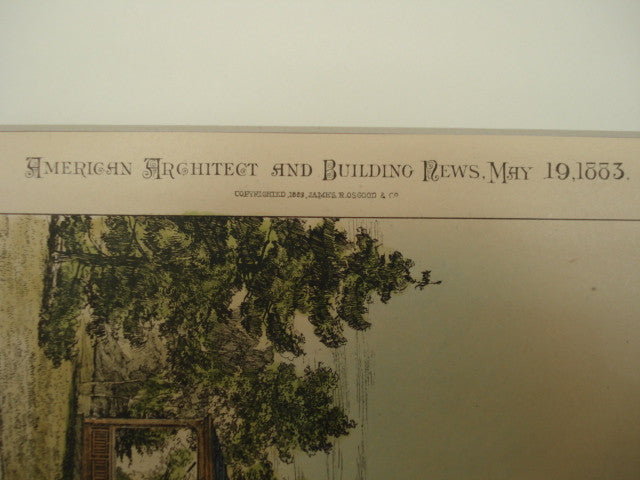 American Architect and Building News, May 19, 1883.
Copyrighted, 1883, James R. Osgood & Co